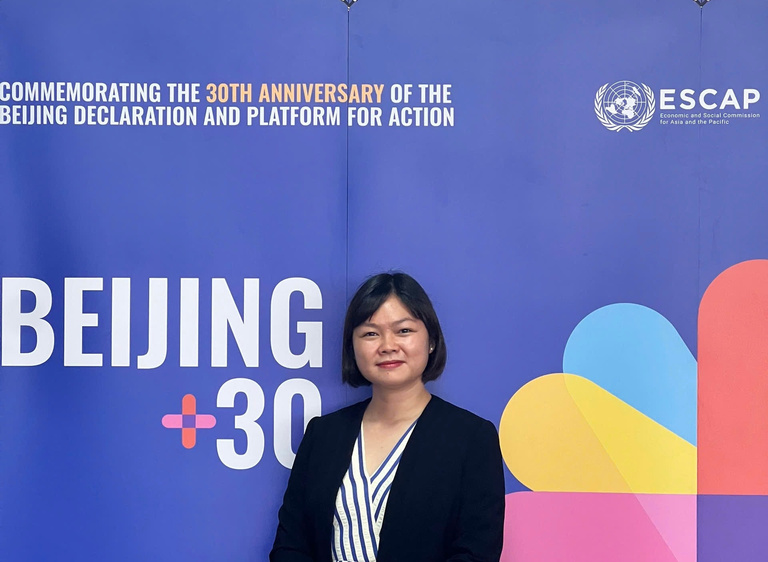 COMMEMORATING THE 30TH ANNIVERSARY OF THE
BEIJING DECLARATION AND PLATFORM FOR ACTION
ESCAP
Economic and Social Commission
for Asia and the Pacific
BEIJING
+30